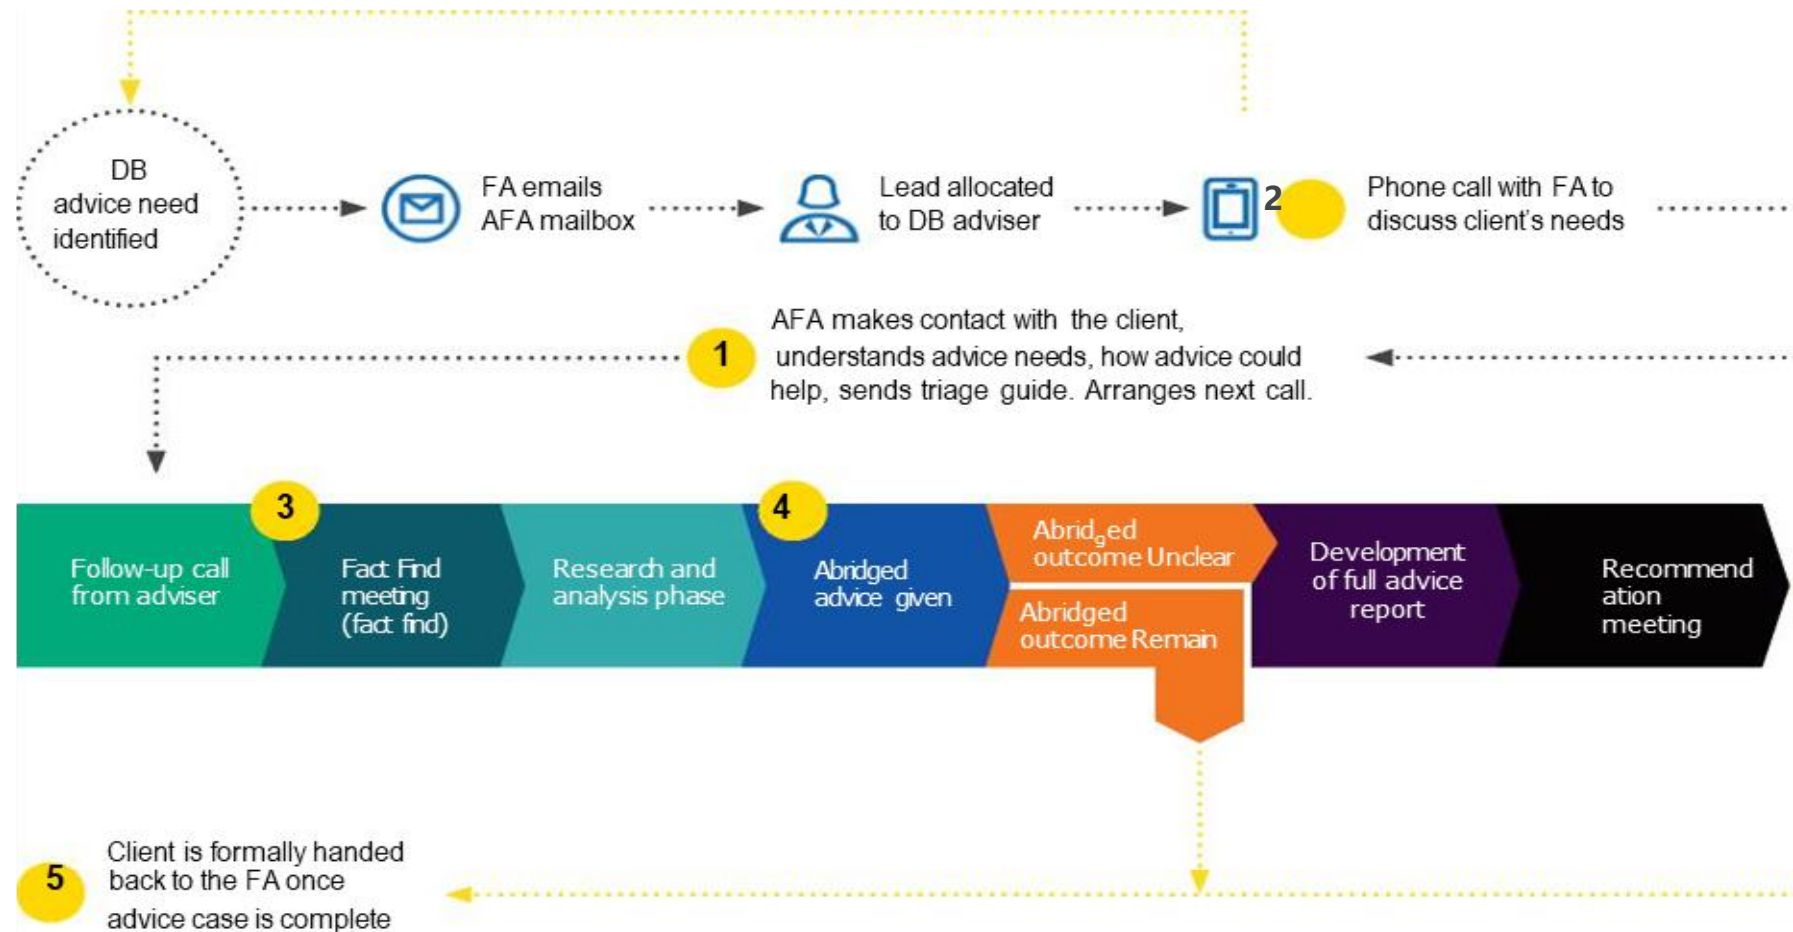 DB
advice need
identified
FA emails
AFA mailbox
Lead allocated
to DB adviser
2
Phone call with FA to
discuss client's needs
1
AFA makes contact with the client,
understands advice needs, how advice could
help, sends triage guide. Arranges next call.
Follow-up call
from adviser
3
Fact Find
meeting
(fact find)
Research and
analysis phase
4
Abridged
advice given
Abridged
outcome Unclear
Abridged
outcome Remain
Development
of full advice
report
Recommend
ation
meeting
5
Client is formally handed
back to the FA once
advice case is complete